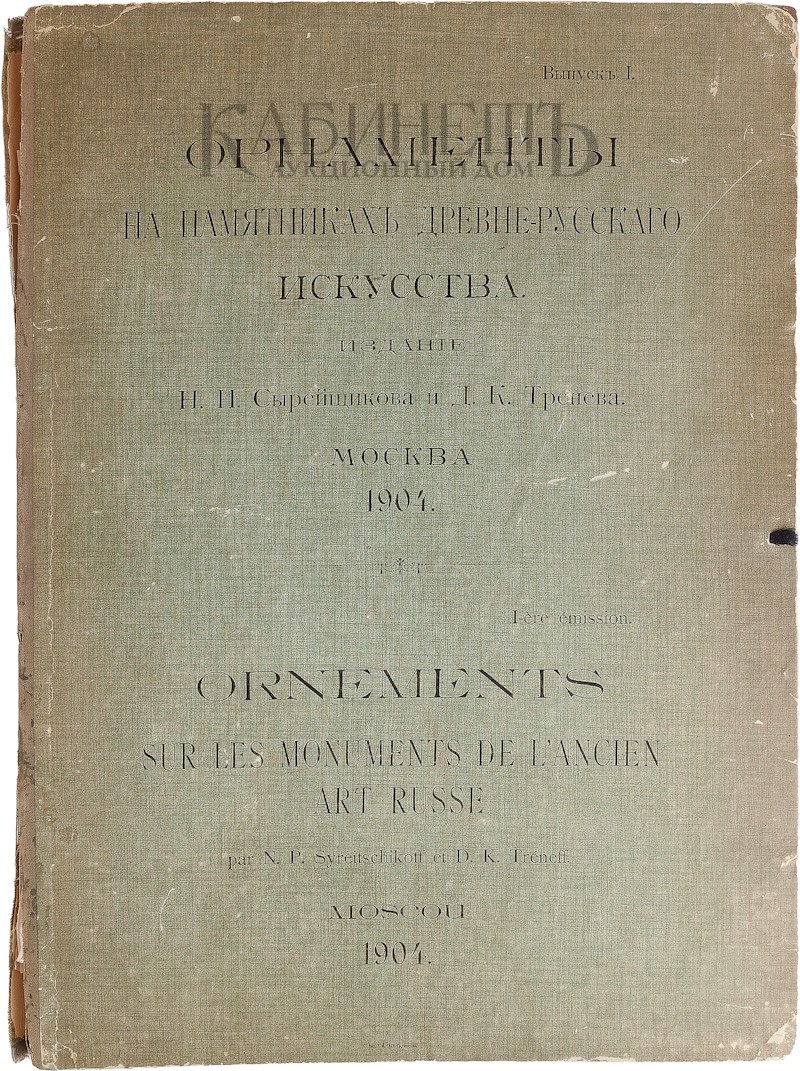 Выпускъ I.
КАБИНЕТЪ
АУКЦИОННЫЙ ДОМ
ОРНАМЕНТЫ
НА ПАМЯТНИКАХЪ ДРЕВНЕ-РУССКАГО
ИСКУССТВА.
ИЗДАНІЕ
Н. П. Сырейщикова и Д. К. Тренева.
МОСКВА
1904.
I-ère émission.
ORNEMENTS
SUR LES MONUMENTS DE L'ANCIEN
ART RUSSE
par N. P. Syreitschikoff et D. K. Treneff.
MOSCOU
1904.